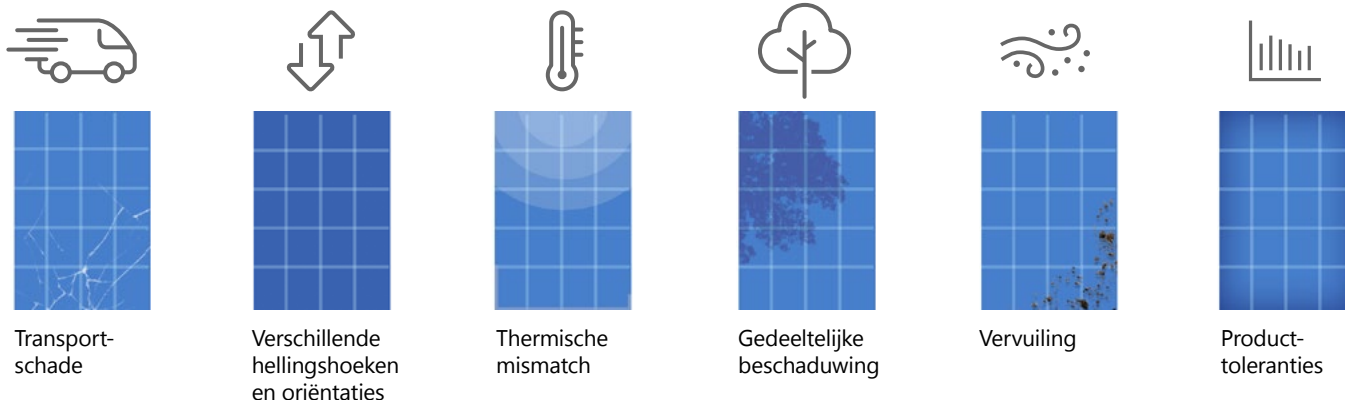 Transport-
schade
Verschillende
hellingshoeken
en oriëntaties
Thermische
mismatch
Gedeeltelijke
beschaduwing
Vervuiling
Product-
toleranties